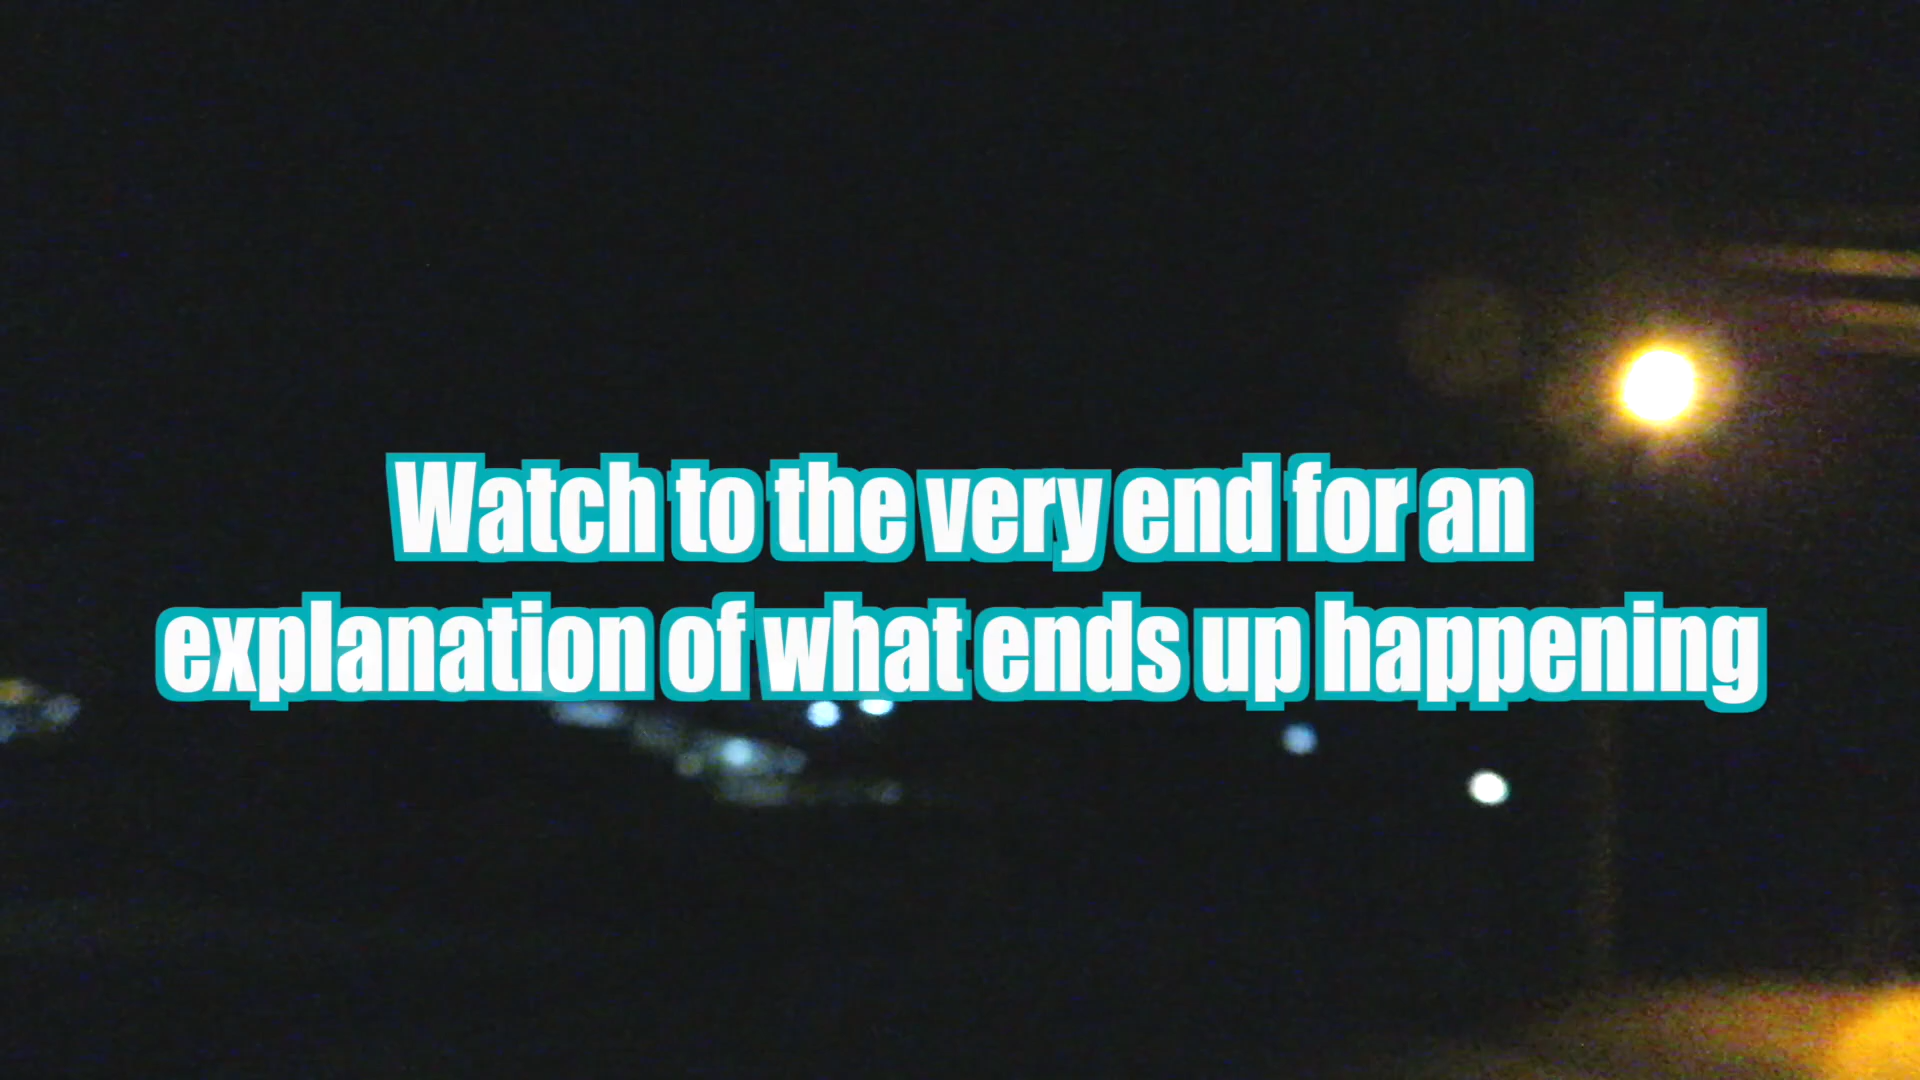 Watch to the very end for an
explanation of what ends up happening